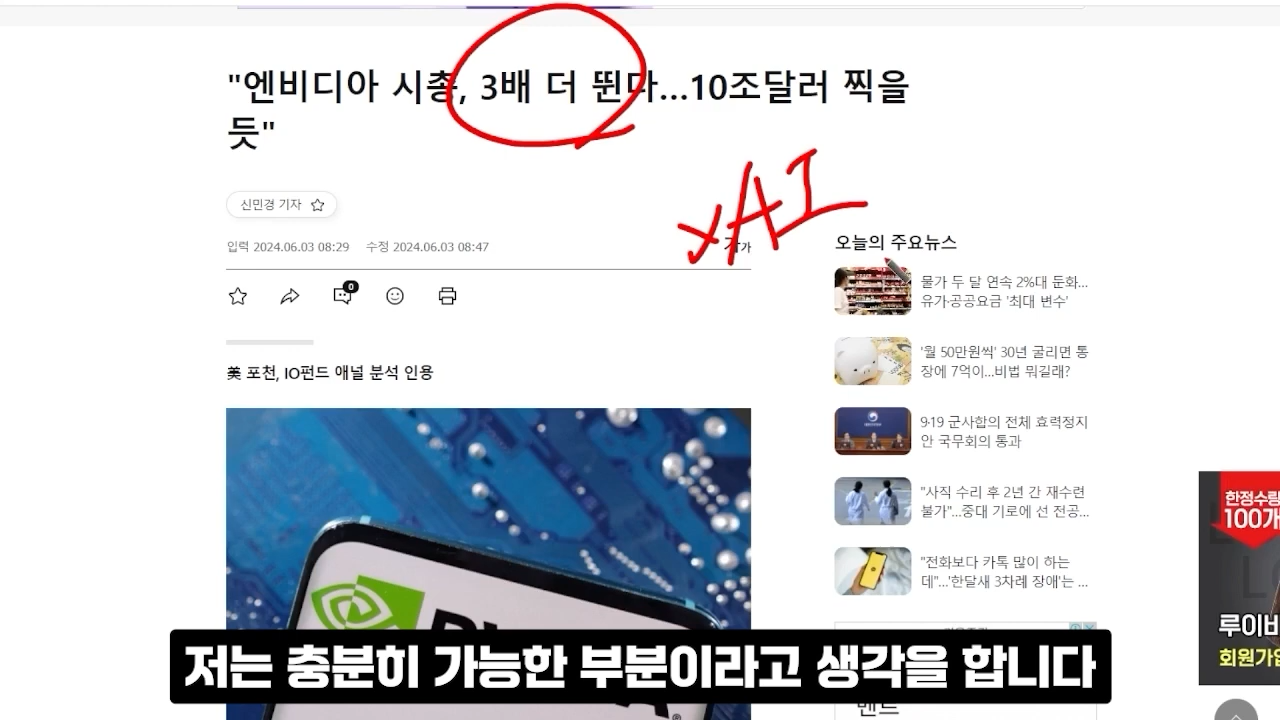 "엔비디아 시총, 3배 더 뛴다...10조달러 찍을
듯"
xAI
신민경 기자
입력 2024.06.03 08:29 수정 2024.06.03 08:47
가가
0
美 포천, IO펀드 애널 분석 인용
오늘의 주요뉴스
물가 두 달 연속 2%대 둔화...
유가·공공요금 '최대 변수'
'월 50만원씩' 30년 굴리면 통
장에 7억이...비법 뭐길래?
9·19 군사합의 전체 효력정지
안 국무회의 통과
"사직 수리 후 2년 간 재수련
불가"...중대 기로에 선 전공...
"전화보다 카톡 많이 하는
데"...'한달새 3차례 장애'는 ...
한정수량
100개
루이비
회원가입
저는 충분히 가능한 부분이라고 생각을 합니다